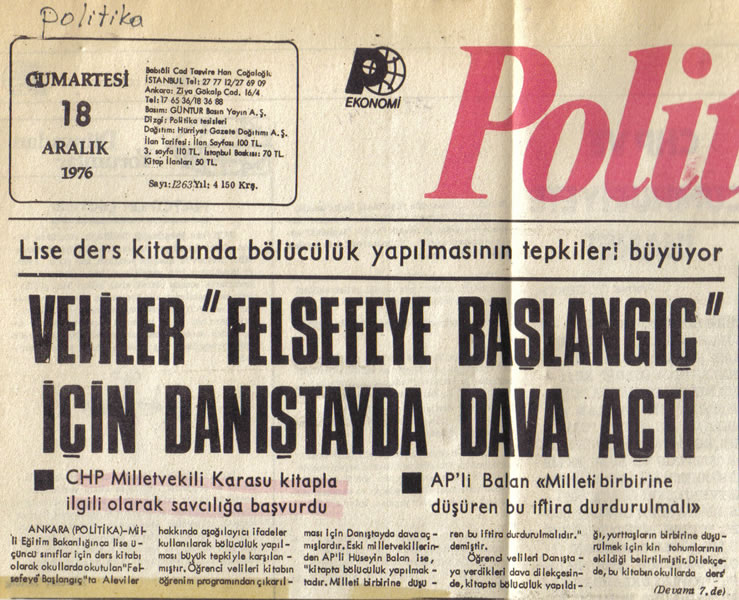 politika
CUMARTESİ
18
ARALIK
1976
Babıâli Cad Tasvire Han Cağaloğlu
İSTANBUL Tel: 27 77 12/27 69 09
Ankara: Ziya Gökalp Cad. 16/4
Tel: 17 65 36/18 36 88
Basım: GÜNTUR Basın Yayın A.Ş.
Dizgi: Politika tesisleri
Dağıtım: Hürriyet Gazete Dağıtımı A.Ş.
İlan Tarifesi: İlan Sayfası 100 TL.
3. sayfa 110 TL. İstanbul Baskısı: 70 TL.
Kitap İlanları 50 TL.
Sayı: 1263 Yıl: 4 150 Krş.
EKONOMİ
Polit
Lise ders kitabında bölücülük yapılmasının tepkileri büyüyor
VELİLER "FELSEFEYE BAŞLANGIÇ"
İÇİN DANIŞTAYDA DAVA AÇTI
CHP Milletvekili Karasu kitapla
ilgili olarak savcılığa başvurdu
AP'li Balan «Milleti birbirine
düşüren bu iftira durdurulmalı»
ANKARA (POLİTİKA)-Mil-
li Eğitim Bakanlığınca lise ü-
çüncü sınıflar için ders kitabı
olarak okullarda okutulan "Fel-
sefeye Başlangıç"ta Aleviler
hakkında aşağılayıcı ifadeler
kullanılarak bölücülük yapıl-
ması büyük tepkiyle karşılan-
mıştır. Öğrenci velileri kitabın
öğrenim programından çıkarıl-
ması için Danıştayda dava aç-
mışlardır. Eski milletvekillerin-
den AP'li Hüseyin Balan ise,
"kitapta bölücülük yapılmak-
tadır. Milleti birbirine düşü-
ren bu iftira durdurulmalıdır."
demiştir.
Öğrenci velileri Danışta-
ya verdikleri dava dilekçesin-
de, kitapta bölücülük yapıldı-
ğı, yurttaşların birbirine düşü-
rülmek için kin tohumlarının
ekildiği belirtilmiştir. Dilekçe-
de, bu kitabın okullarda ders
(Devamı 7.de)